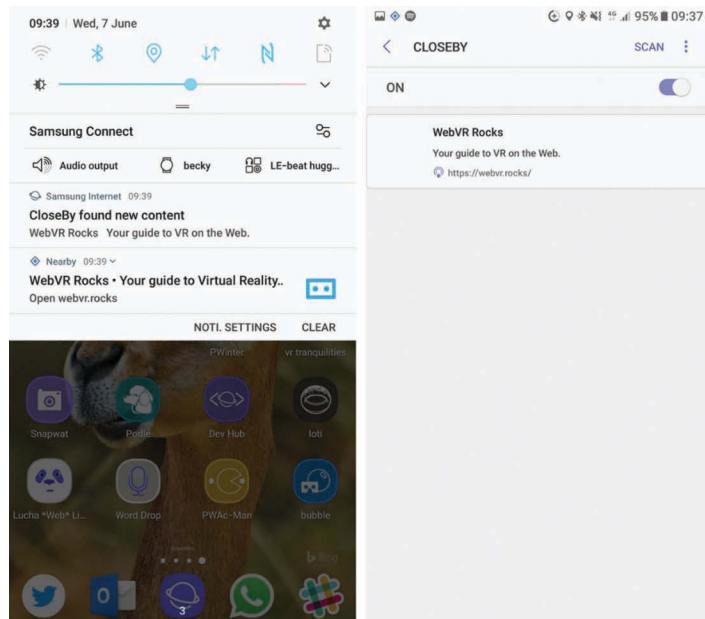 09:39 Wed, 7 June
Samsung Connect
Audio output becky LE-beat hugg...
Samsung Internet 09:39
CloseBy found new content
WebVR Rocks Your guide to VR on the Web.
Nearby 09:39
WebVR Rocks • Your guide to Virtual Reality..
Open webvr.rocks
NOTI. SETTINGS CLEAR
PWinter vr tranquilities
Snapwat Podle Dev Hub loti
Lucha *Web* Li... Word Drop PWAc-Man bubble
b Bing
3
4G 95% 09:37
CLOSEBY SCAN
ON
WebVR Rocks
Your guide to VR on the Web.
https://webvr.rocks/